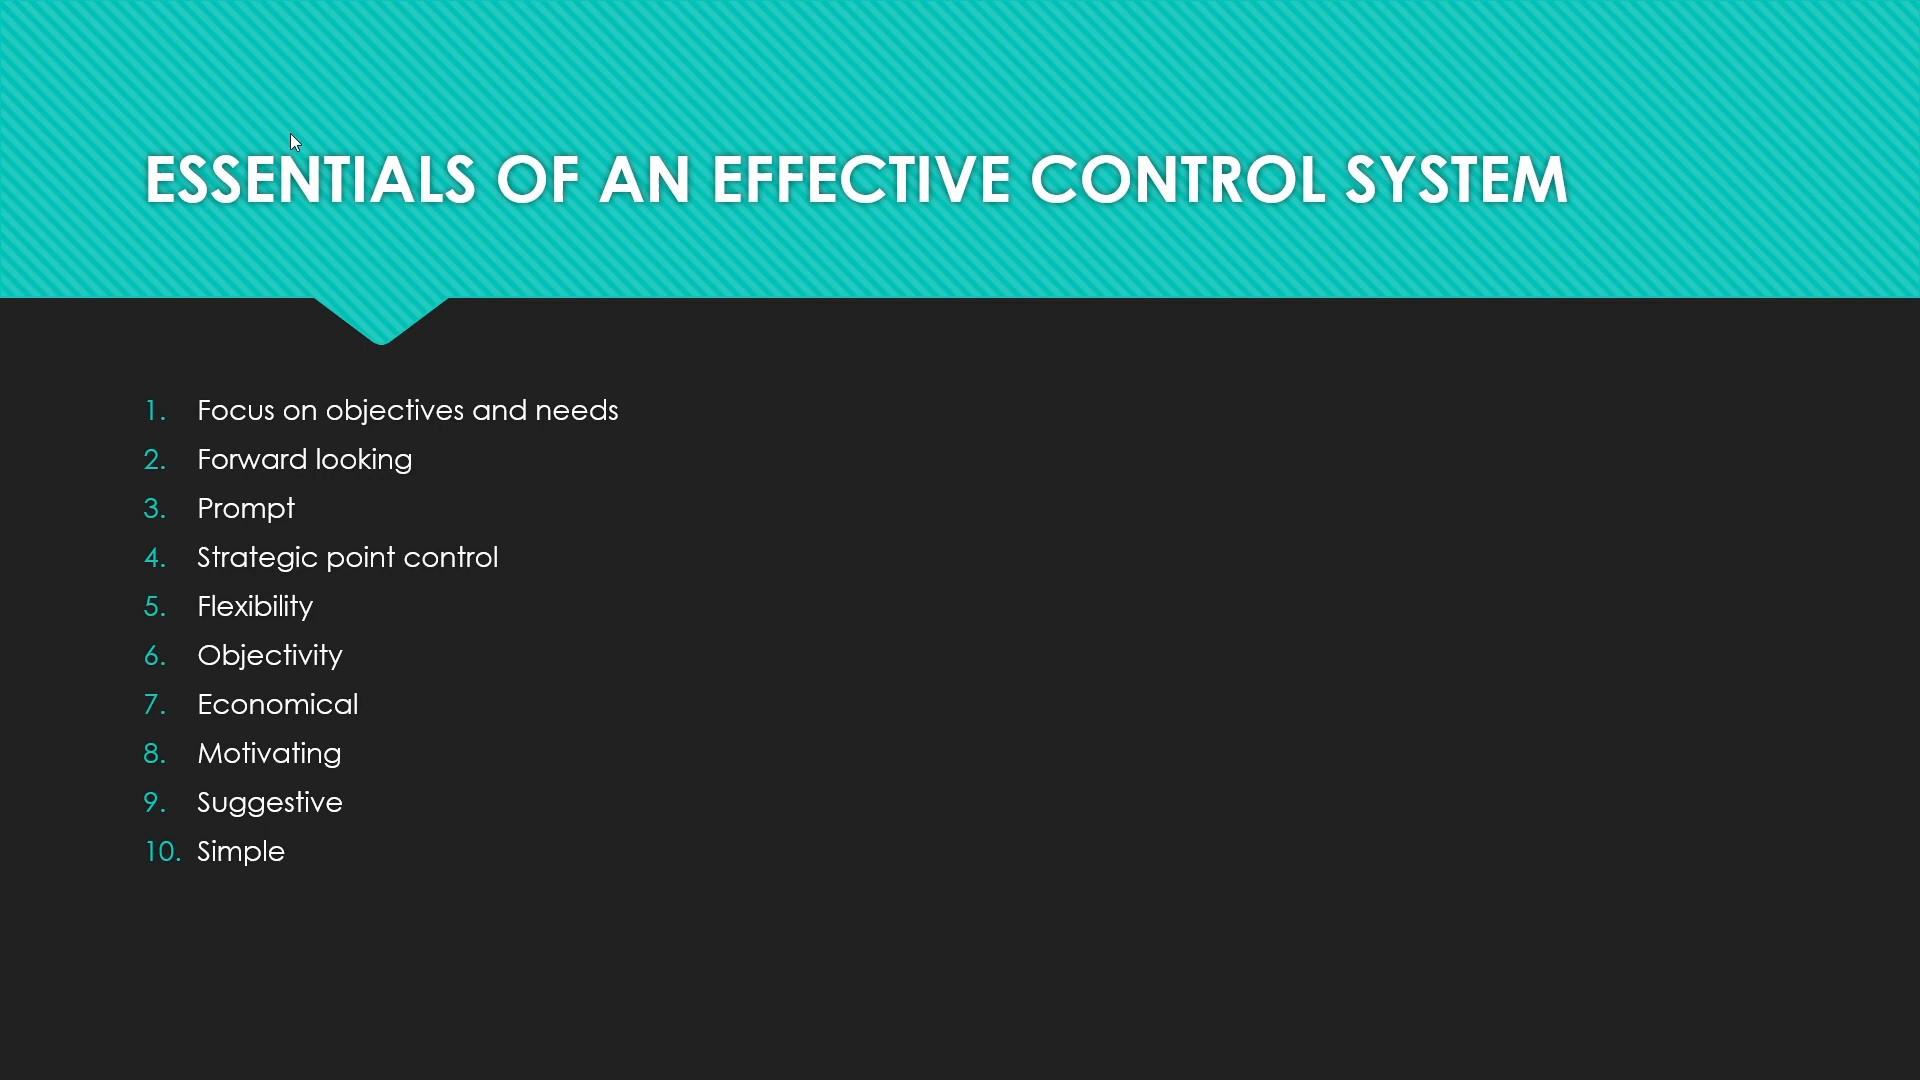 ESSENTIALS OF AN EFFECTIVE CONTROL SYSTEM
1. Focus on objectives and needs
2. Forward looking
3. Prompt
4. Strategic point control
5. Flexibility
6. Objectivity
7. Economical
8. Motivating
9. Suggestive
10. Simple